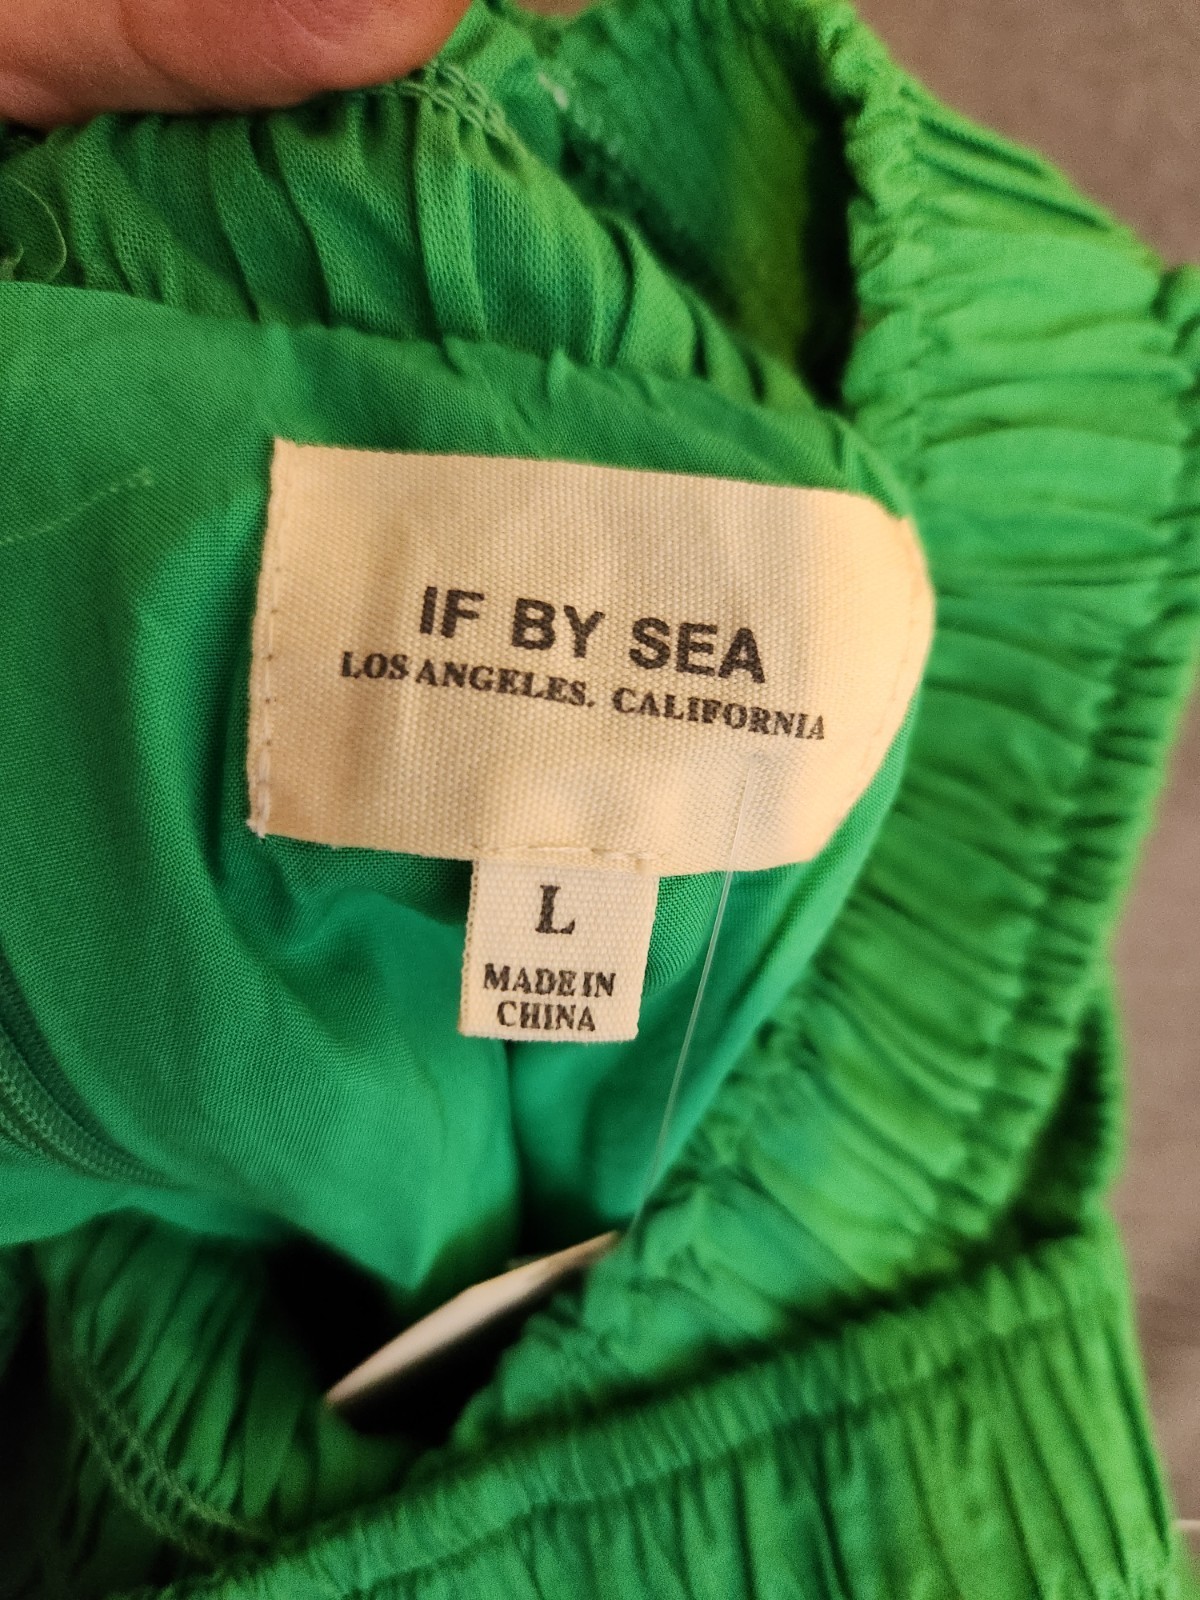 IF BY SEA
LOS ANGELES. CALIFORNIA
L
MADE IN
CHINA